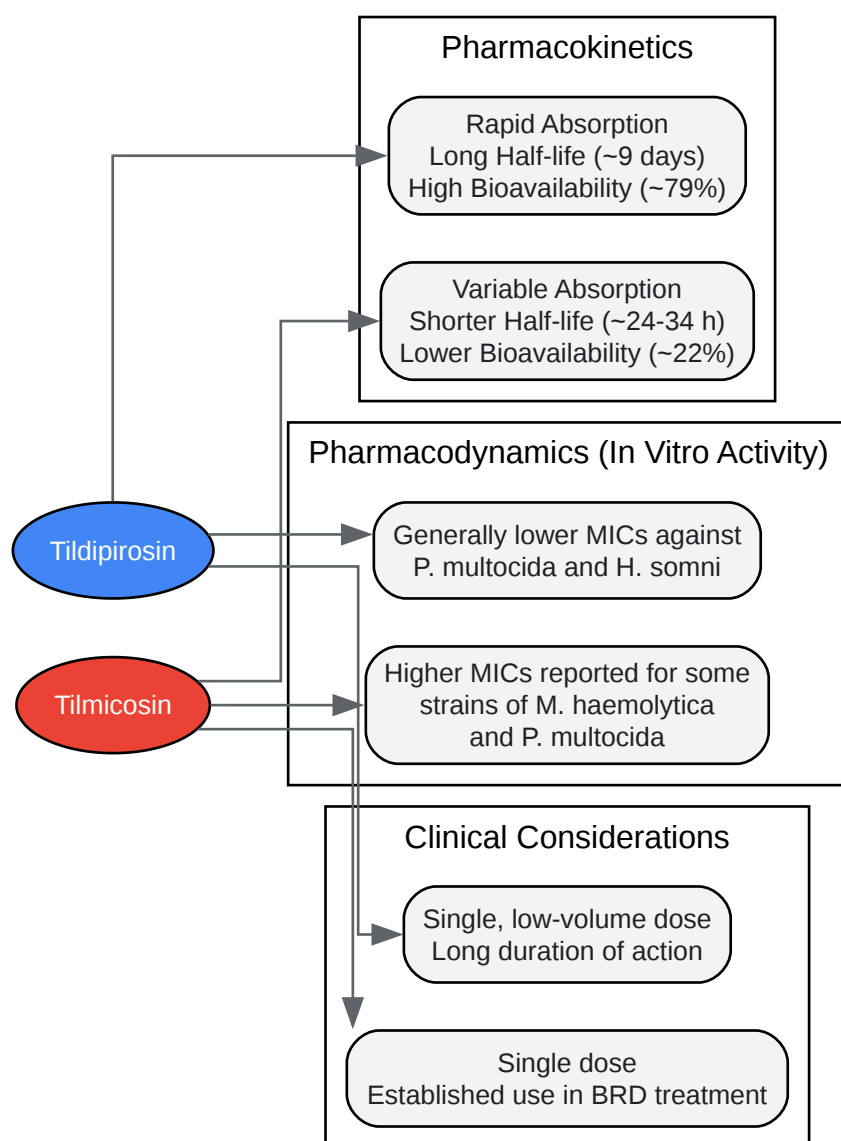 Pharmacokinetics
Rapid Absorption
Long Half-life (~9 days)
High Bioavailability (~79%)
Variable Absorption
Shorter Half-life (~24-34 h)
Lower Bioavailability (~22%)
Pharmacodynamics (In Vitro Activity)
Tildipirosin
Generally lower MICs against
P. multocida and H. somni
Tilmicosin
Higher MICs reported for some
strains of M. haemolytica
and P. multocida
Clinical Considerations
Single, low-volume dose
Long duration of action
Single dose
Established use in BRD treatment